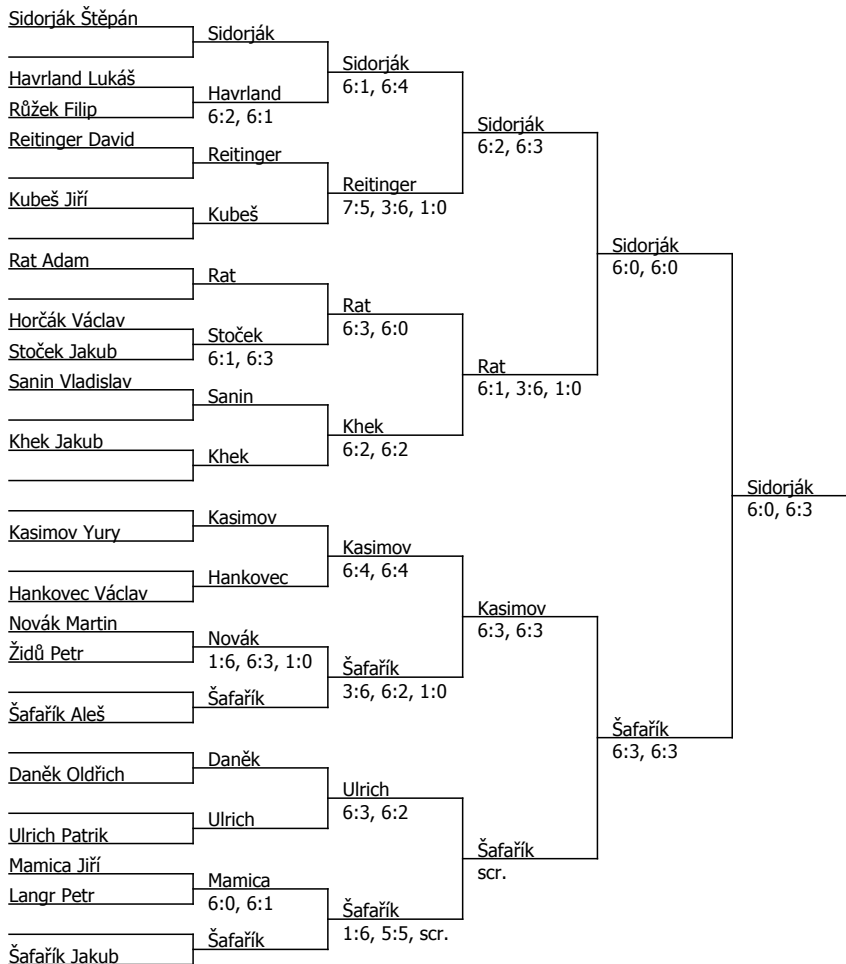 Sidorják Štěpán
Sidorják
Sidorják
6:1, 6:4
Havrland Lukáš
Havrland
6:2, 6:1
Růžek Filip
Sidorják
6:2, 6:3
Reitinger David
Reitinger
Reitinger
7:5, 3:6, 1:0
Kubeš Jiří
Kubeš
Sidorják
6:0, 6:0
Rat Adam
Rat
Rat
6:3, 6:0
Horčák Václav
Stoček
6:1, 6:3
Stoček Jakub
Rat
6:1, 3:6, 1:0
Sanin Vladislav
Sanin
Khek
6:2, 6:2
Khek Jakub
Khek
Sidorják
6:0, 6:3
Kasimov
Kasimov Yury
Kasimov
6:4, 6:4
Hankovec
Hankovec Václav
Kasimov
6:3, 6:3
Novák Martin
Novák
1:6, 6:3, 1:0
Židů Petr
Šafařík
3:6, 6:2, 1:0
Šafařík
Šafařík Aleš
Šafařík
6:3, 6:3
Daněk
Daněk Oldřich
Ulrich
6:3, 6:2
Ulrich
Ulrich Patrik
Šafařík
scr.
Mamica Jiří
Mamica
6:0, 6:1
Langr Petr
Šafařík
1:6, 5:5, scr.
Šafařík
Šafařík Jakub